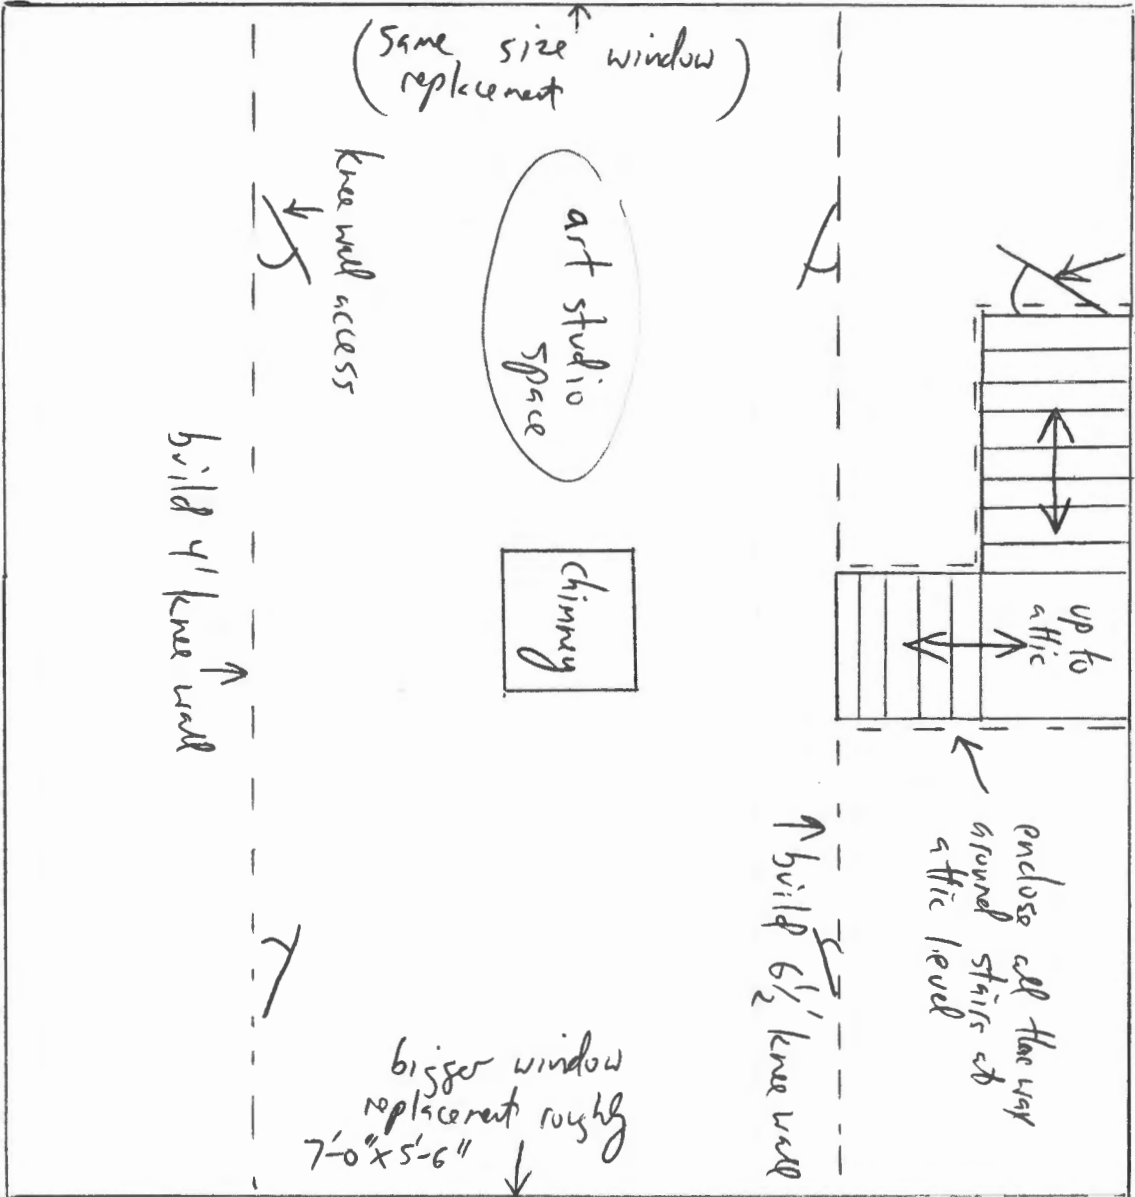 (same size window
replacement)
knee wall access
art studio
space
build 4' knee wall
chimney
up to
attic
enclose all the way
around stairs at
attic level
build 6 1/2' knee wall
bigger window
replacement roughly
7'-0" x 5'-6"